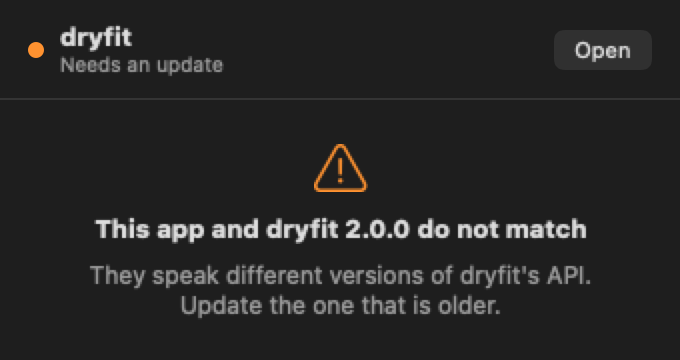 dryfit
Needs an update
Open
This app and dryfit 2.0.0 do not match
They speak different versions of dryfit's API.
Update the one that is older.